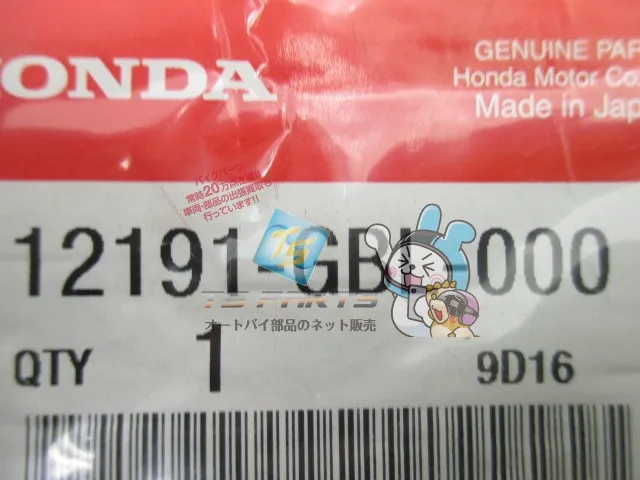 HONDA
GENUINE PAR
Honda Motor Co
Made in Jap
バイクパーツ
常時20万点在庫!!
車両・部品の出張買取も
行っています!!
TS
12191-GB 000
TS PARTS
オートバイ部品のネット販売
QTY 1 9D16